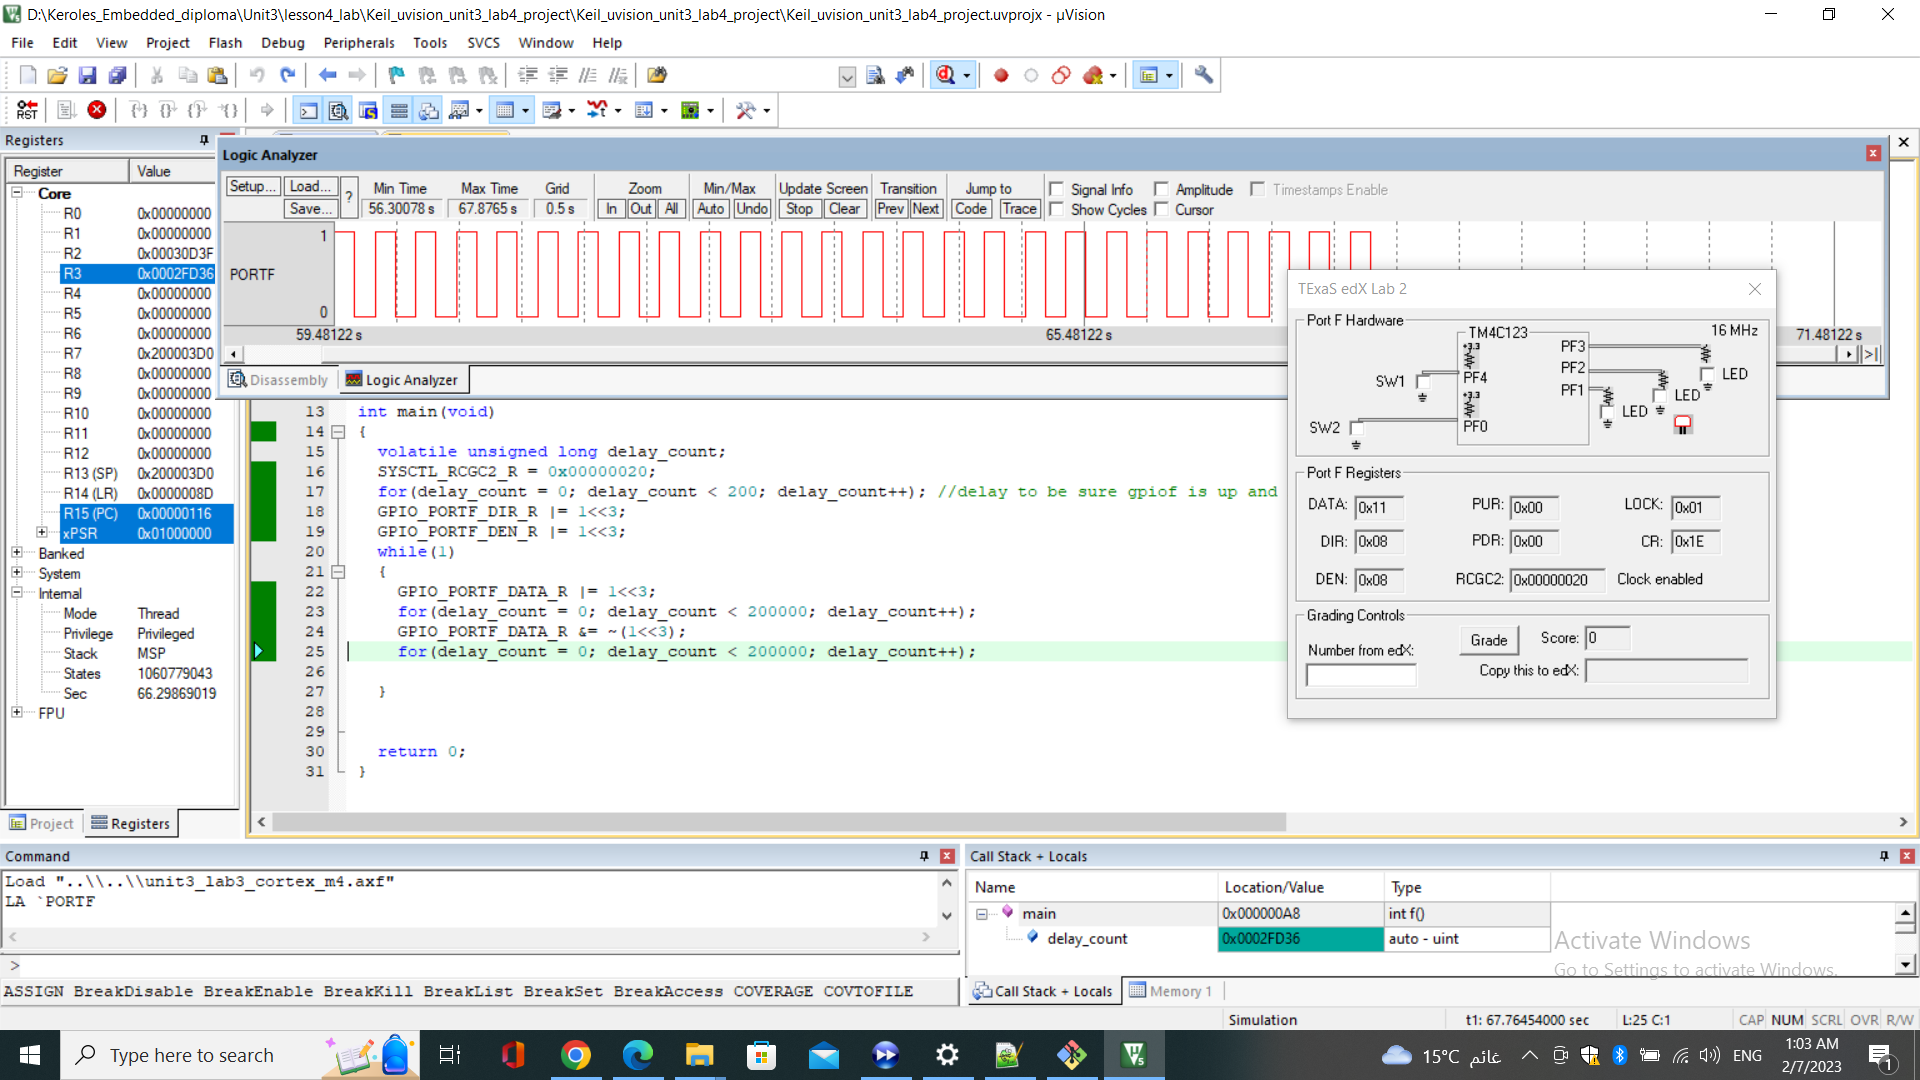 D:\Keroles_Embedded_diploma\Unit3\lesson4_lab\Keil_uvision_unit3_lab4_project\Keil_uvision_unit3_lab4_project\Keil_uvision_unit3_lab4_project.uvprojx - µVision
File Edit View Project Flash Debug Peripherals Tools SVCS Window Help
RST
Registers
Register Value
Core
R0 0x00000000
R1 0x00000000
R2 0x00030D3F
R3 0x0002FD36
R4 0x00000000
R5 0x00000000
R6 0x00000000
R7 0x200003D0
R8 0x00000000
R9 0x00000000
R10 0x00000000
R11 0x00000000
R12 0x00000000
R13 (SP) 0x200003D0
R14 (LR) 0x0000008D
R15 (PC) 0x00000116
xPSR 0x01000000
Banked
System
Internal
Mode Thread
Privilege Privileged
Stack MSP
States 1060779043
Sec 66.29869019
FPU
Project Registers
Logic Analyzer
Setup... Load... ? Min Time Max Time Grid Zoom Min/Max Update Screen Transition Jump to Signal Info Amplitude Timestamps Enable
Save... 56.30078 s 67.8765 s 0.5 s In Out All Auto Undo Stop Clear Prev Next Code Trace Show Cycles Cursor
1
PORTF
0
59.48122 s 65.48122 s 71.48122 s
Disassembly Logic Analyzer
13 int main(void)
14 {
15 volatile unsigned long delay_count;
16 SYSCTL_RCGC2_R = 0x00000020;
17 for(delay_count = 0; delay_count < 200; delay_count++); //delay to be sure gpiof is up and
18 GPIO_PORTF_DIR_R |= 1<<3;
19 GPIO_PORTF_DEN_R |= 1<<3;
20 while(1)
21 {
22 GPIO_PORTF_DATA_R |= 1<<3;
23 for(delay_count = 0; delay_count < 200000; delay_count++);
24 GPIO_PORTF_DATA_R &= ~(1<<3);
25 for(delay_count = 0; delay_count < 200000; delay_count++);
26
27 }
28
29
30 return 0;
31 }
TExaS edX Lab 2
Port F Hardware
TM4C123 16 MHz
+3.3 PF3
SW1 PF4 PF2 LED
+3.3 PF1 LED
SW2 PF0 LED
Port F Registers
DATA: 0x11 PUR: 0x00 LOCK: 0x01
DIR: 0x08 PDR: 0x00 CR: 0x1E
DEN: 0x08 RCGC2: 0x00000020 Clock enabled
Grading Controls
Number from edX: Grade Score: 0
Copy this to edX:
Command
Load "..\\..\\unit3_lab3_cortex_m4.axf"
LA `PORTF
>
ASSIGN BreakDisable BreakEnable BreakKill BreakList BreakSet BreakAccess COVERAGE COVTOFILE
Call Stack + Locals
Name Location/Value Type
main 0x000000A8 int f()
delay_count 0x0002FD36 auto - uint
Call Stack + Locals Memory 1
Activate Windows
Go to Settings to activate Windows.
Simulation t1: 67.76454000 sec L:25 C:1 CAP NUM SCRL OVR R/W
Type here to search
15°C غائم ENG 1:03 AM
2/7/2023 1